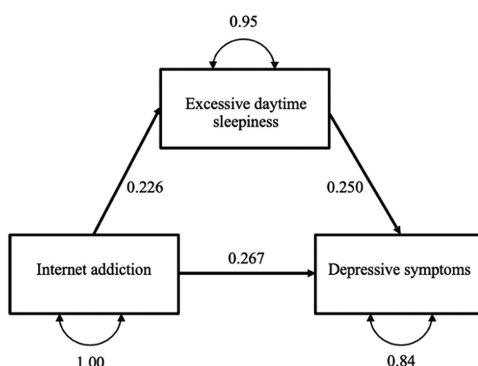 0.95
Excessive daytime
sleepiness
0.226
0.250
Internet addiction
0.267
Depressive symptoms
1.00
0.84